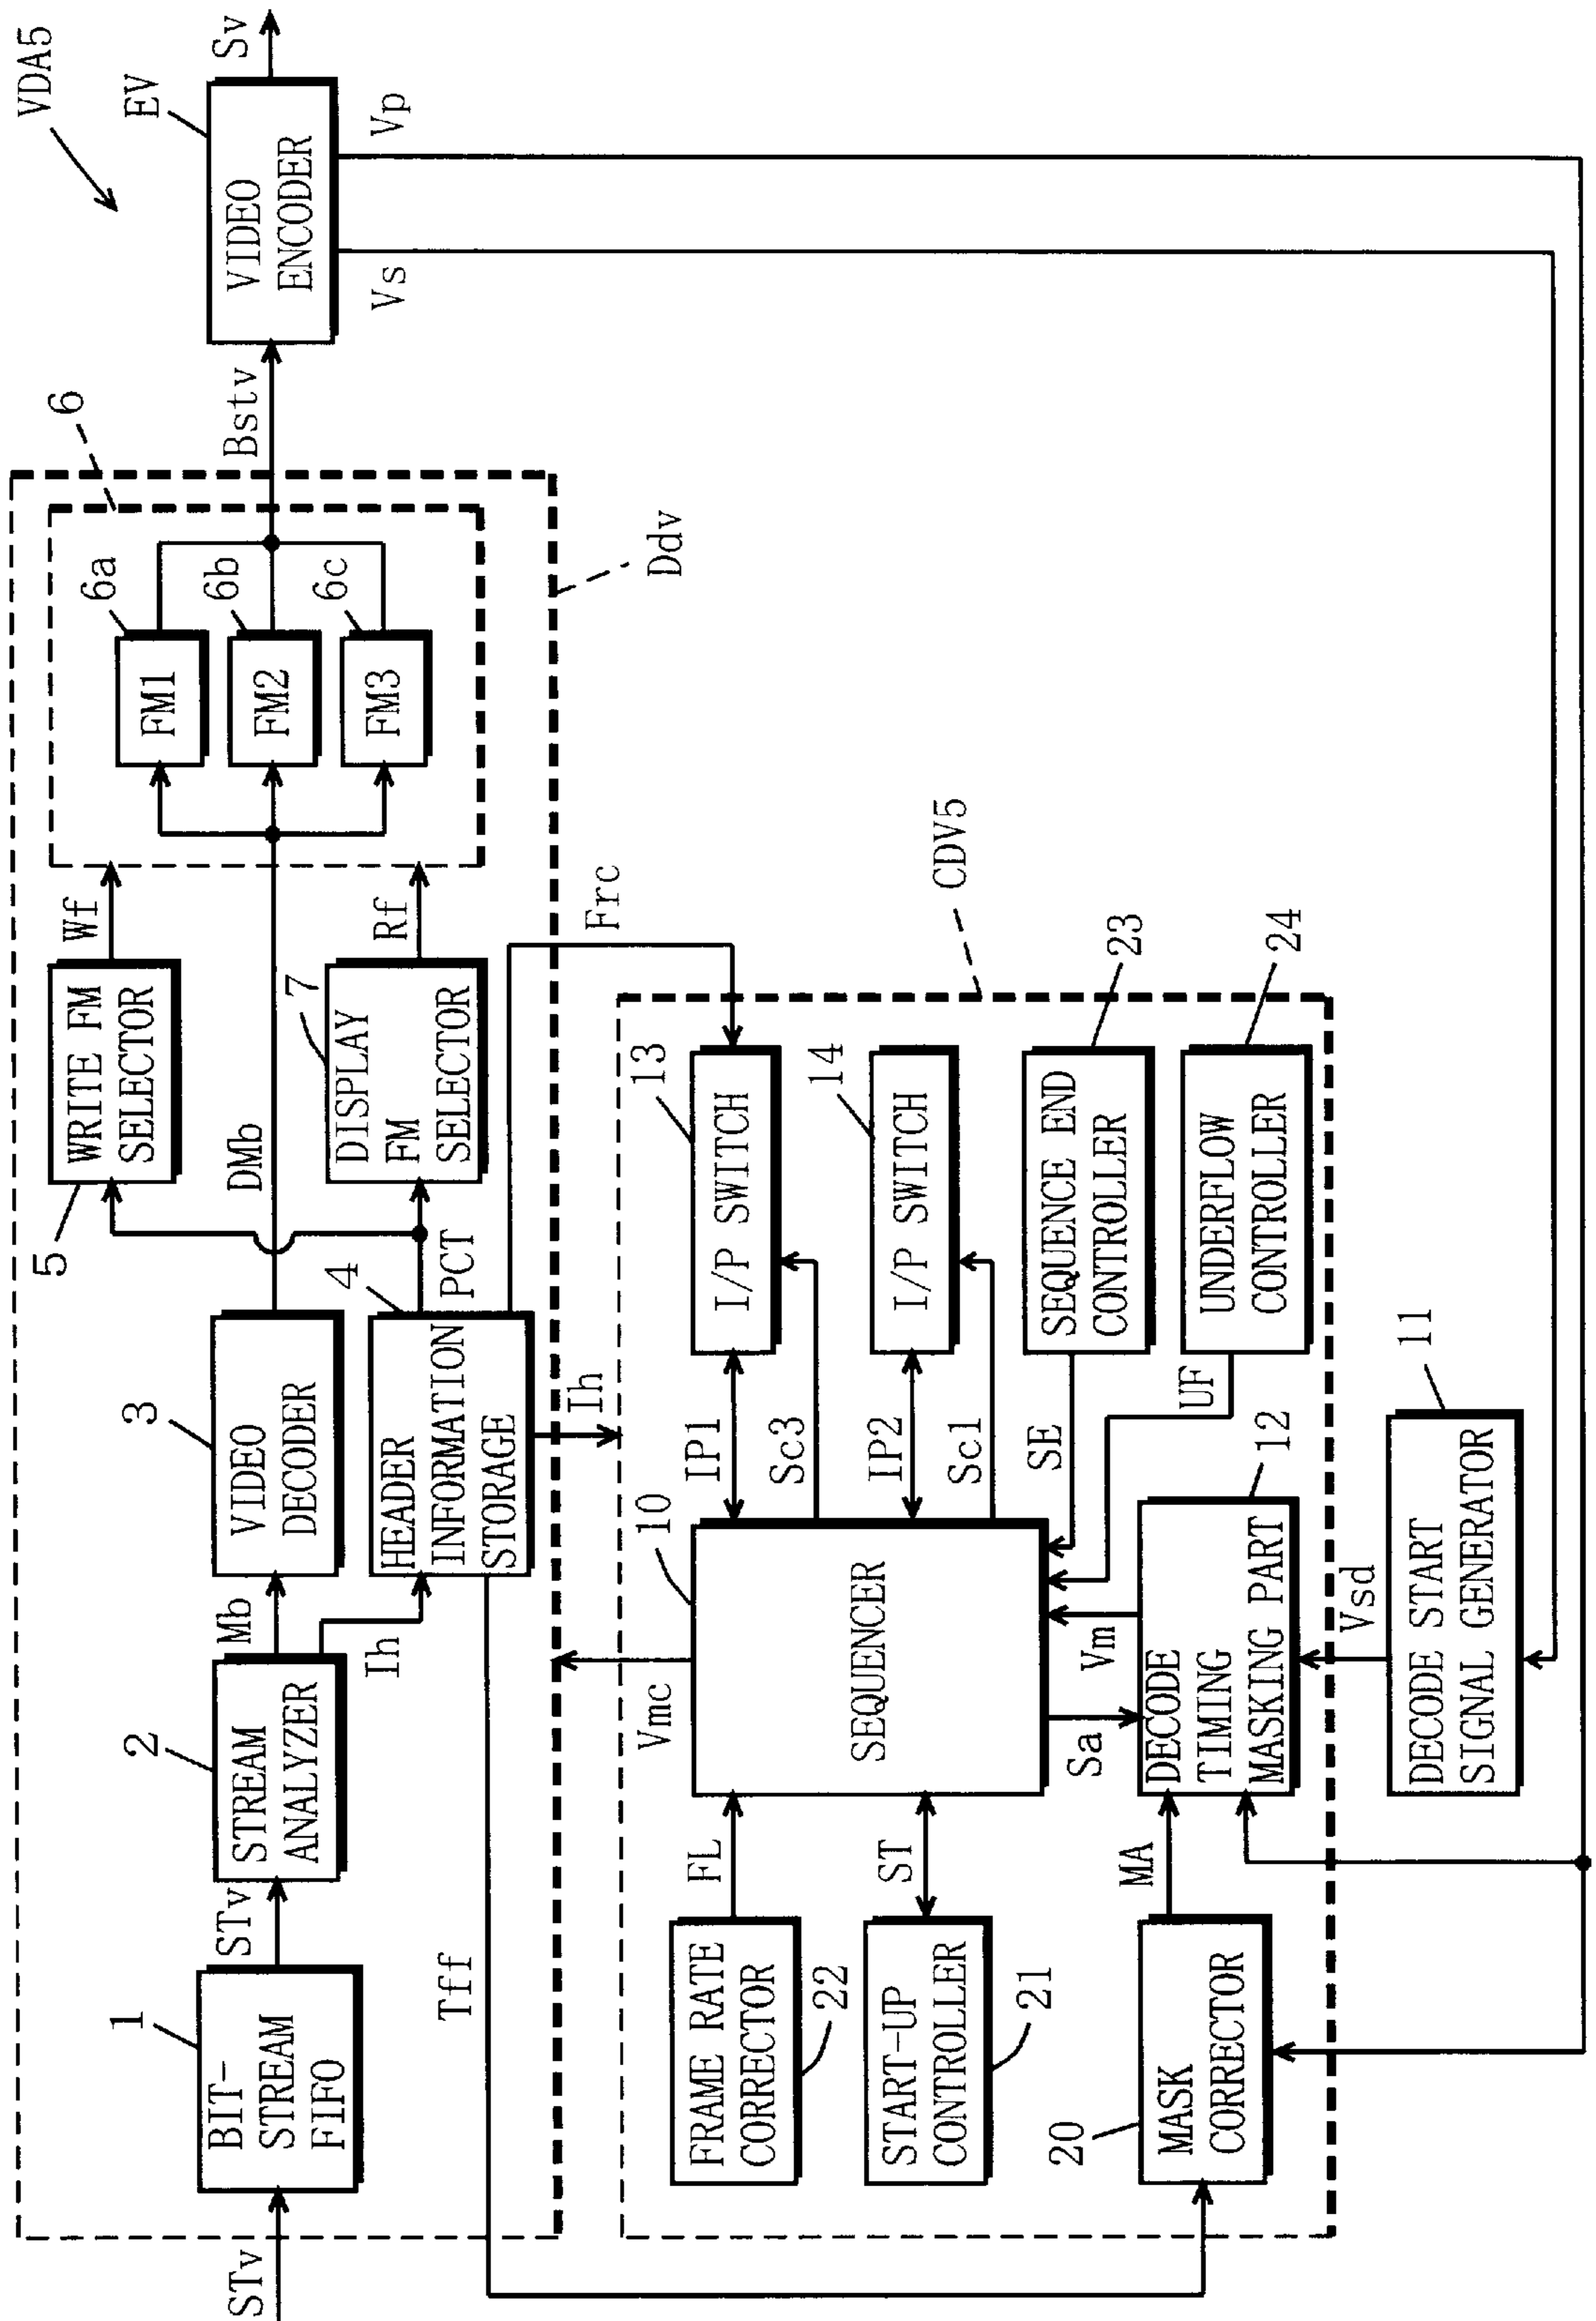 VDA5
STv
1
BIT-
STREAM
FIFO
STv
2
STREAM
ANALYZER
Mb
Ih
3
VIDEO
DECODER
DMb
4
HEADER
INFORMATION
STORAGE
PCT
5
WRITE FM
SELECTOR
Wf
7
DISPLAY
FM
SELECTOR
Rf
6
6a
FM1
6b
FM2
6c
FM3
Bstv
Ddv
EV
VIDEO
ENCODER
Sv
Vs
Vp
Tff
Ih
Frc
Vmc
CDV5
FRAME RATE
CORRECTOR
22
FL
START-UP
CONTROLLER
21
ST
20
MASK
CORRECTOR
MA
10
SEQUENCER
IP1
Sc3
IP2
Sc1
SE
UF
13
I/P SWITCH
14
I/P SWITCH
23
SEQUENCE END
CONTROLLER
24
UNDERFLOW
CONTROLLER
Sa
Vm
12
DECODE
TIMING
MASKING PART
Vsd
11
DECODE START
SIGNAL GENERATOR